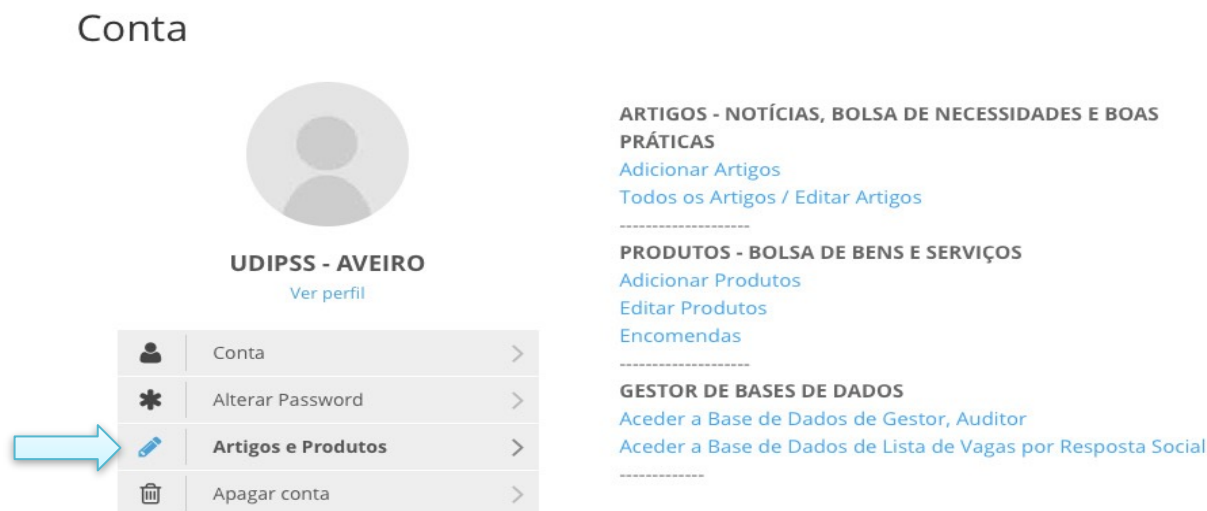 Conta
UDIPSS - AVEIRO
Ver perfil
Conta
Alterar Password
Artigos e Produtos
Apagar conta
ARTIGOS - NOTÍCIAS, BOLSA DE NECESSIDADES E BOAS
PRÁTICAS
Adicionar Artigos
Todos os Artigos / Editar Artigos
--------------------
PRODUTOS - BOLSA DE BENS E SERVIÇOS
Adicionar Produtos
Editar Produtos
Encomendas
--------------------
GESTOR DE BASES DE DADOS
Aceder a Base de Dados de Gestor, Auditor
Aceder a Base de Dados de Lista de Vagas por Resposta Social
-------------